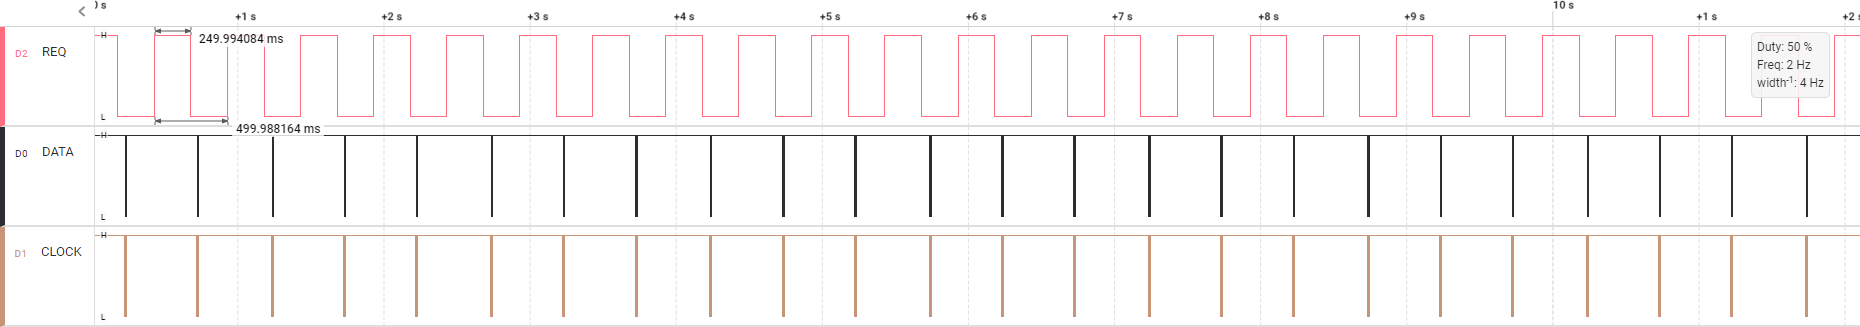 0 s
+1 s +2 s +3 s +4 s +5 s +6 s +7 s +8 s +9 s 10 s +1 s +2 s
D2 REQ H L
249.994084 ms
499.988164 ms
Duty: 50 %
Freq: 2 Hz
width-1: 4 Hz
D0 DATA H L
D1 CLOCK H L